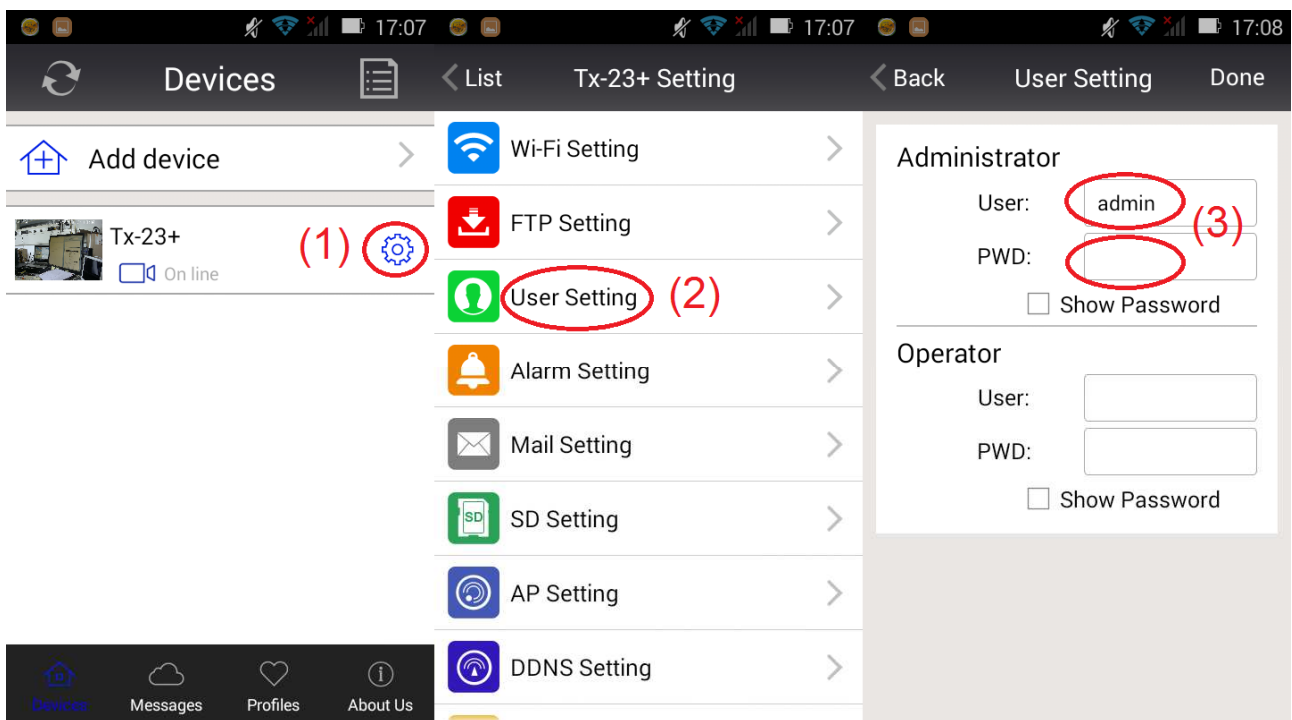 17:07
Devices
Add device
Tx-23+
(1)
On line
Devices
Messages
Profiles
About Us
17:07
List
Tx-23+ Setting
Wi-Fi Setting
FTP Setting
User Setting
(2)
Alarm Setting
Mail Setting
SD
SD Setting
AP Setting
DDNS Setting
17:08
Back
User Setting
Done
Administrator
User:
admin
(3)
PWD:
Show Password
Operator
User:
PWD:
Show Password